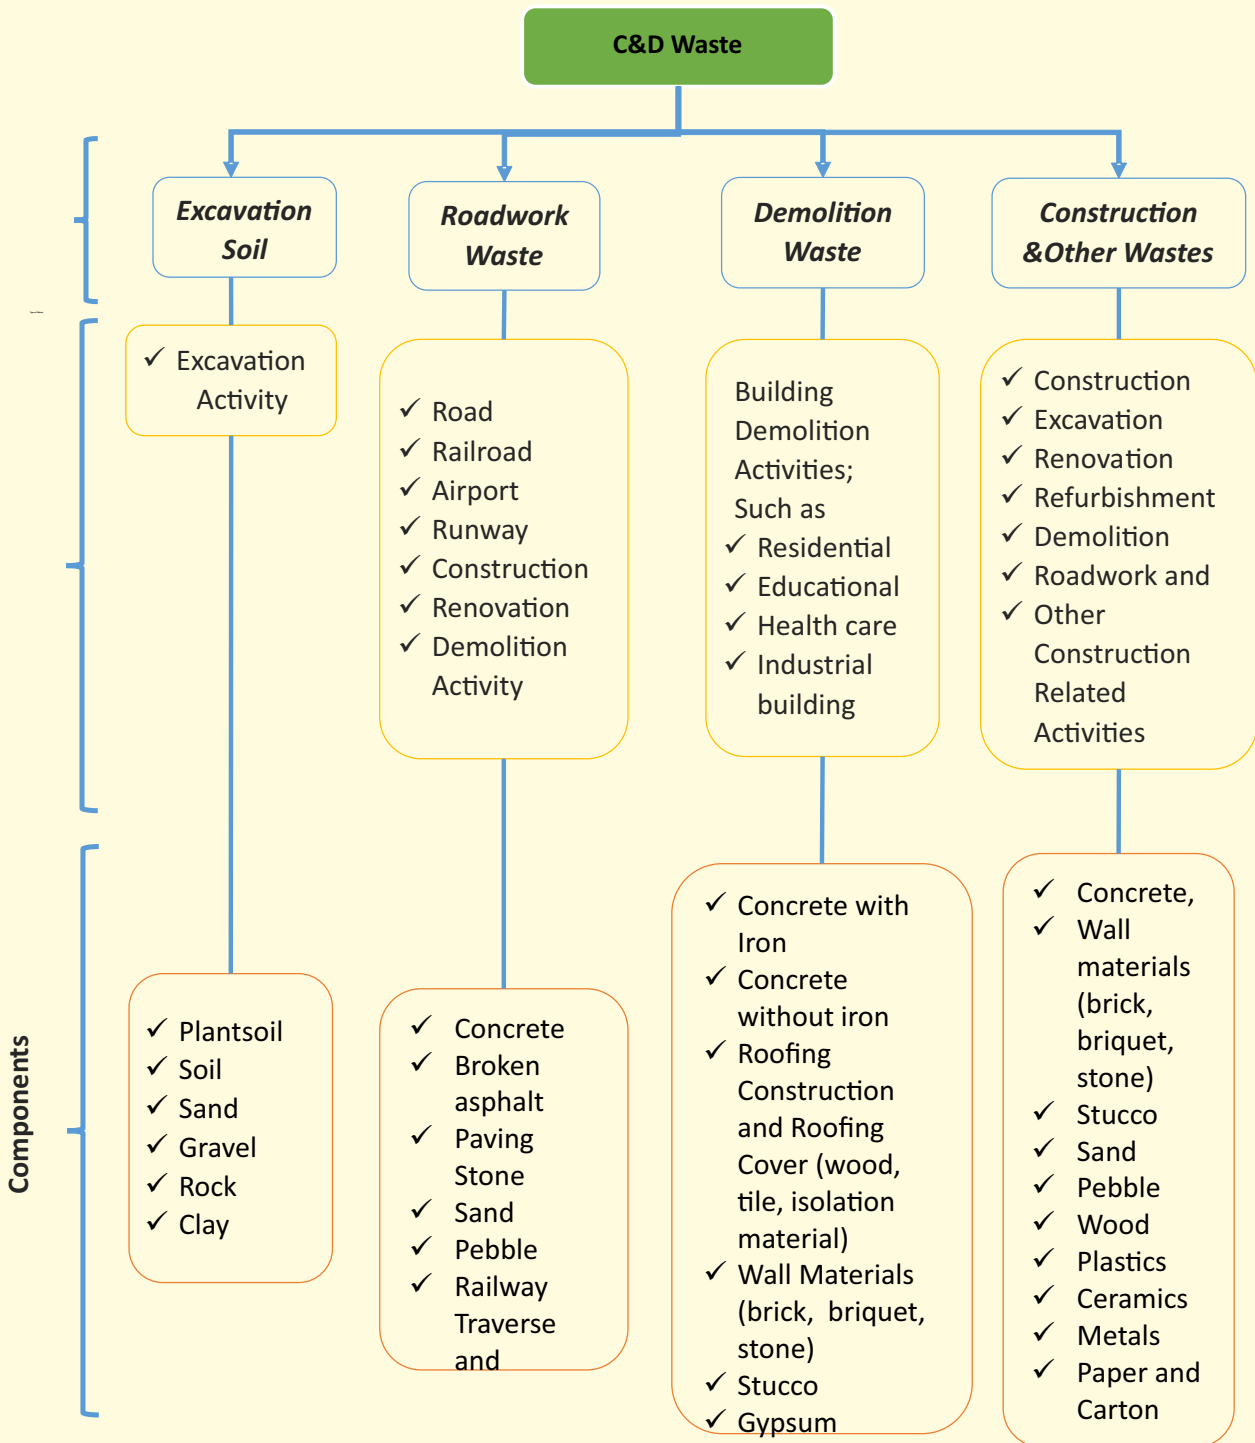 C&D Waste
Excavation
Soil
Roadwork
Waste
Demolition
Waste
Construction
&Other Wastes
✓ Excavation
Activity
✓ Road
✓ Railroad
✓ Airport
✓ Runway
✓ Construction
✓ Renovation
✓ Demolition
Activity
Building
Demolition
Activities;
Such as
✓ Residential
✓ Educational
✓ Health care
✓ Industrial
building
✓ Construction
✓ Excavation
✓ Renovation
✓ Refurbishment
✓ Demolition
✓ Roadwork and
✓ Other
Construction
Related
Activities
Components
✓ Plantsoil
✓ Soil
✓ Sand
✓ Gravel
✓ Rock
✓ Clay
✓ Concrete
✓ Broken
asphalt
✓ Paving
Stone
✓ Sand
✓ Pebble
✓ Railway
Traverse
and
✓ Concrete with
Iron
✓ Concrete
without iron
✓ Roofing
Construction
and Roofing
Cover (wood,
tile, isolation
material)
✓ Wall Materials
(brick, briquet,
stone)
✓ Stucco
✓ Gypsum
✓ Concrete,
✓ Wall
materials
(brick,
briquet,
stone)
✓ Stucco
✓ Sand
✓ Pebble
✓ Wood
✓ Plastics
✓ Ceramics
✓ Metals
✓ Paper and
Carton